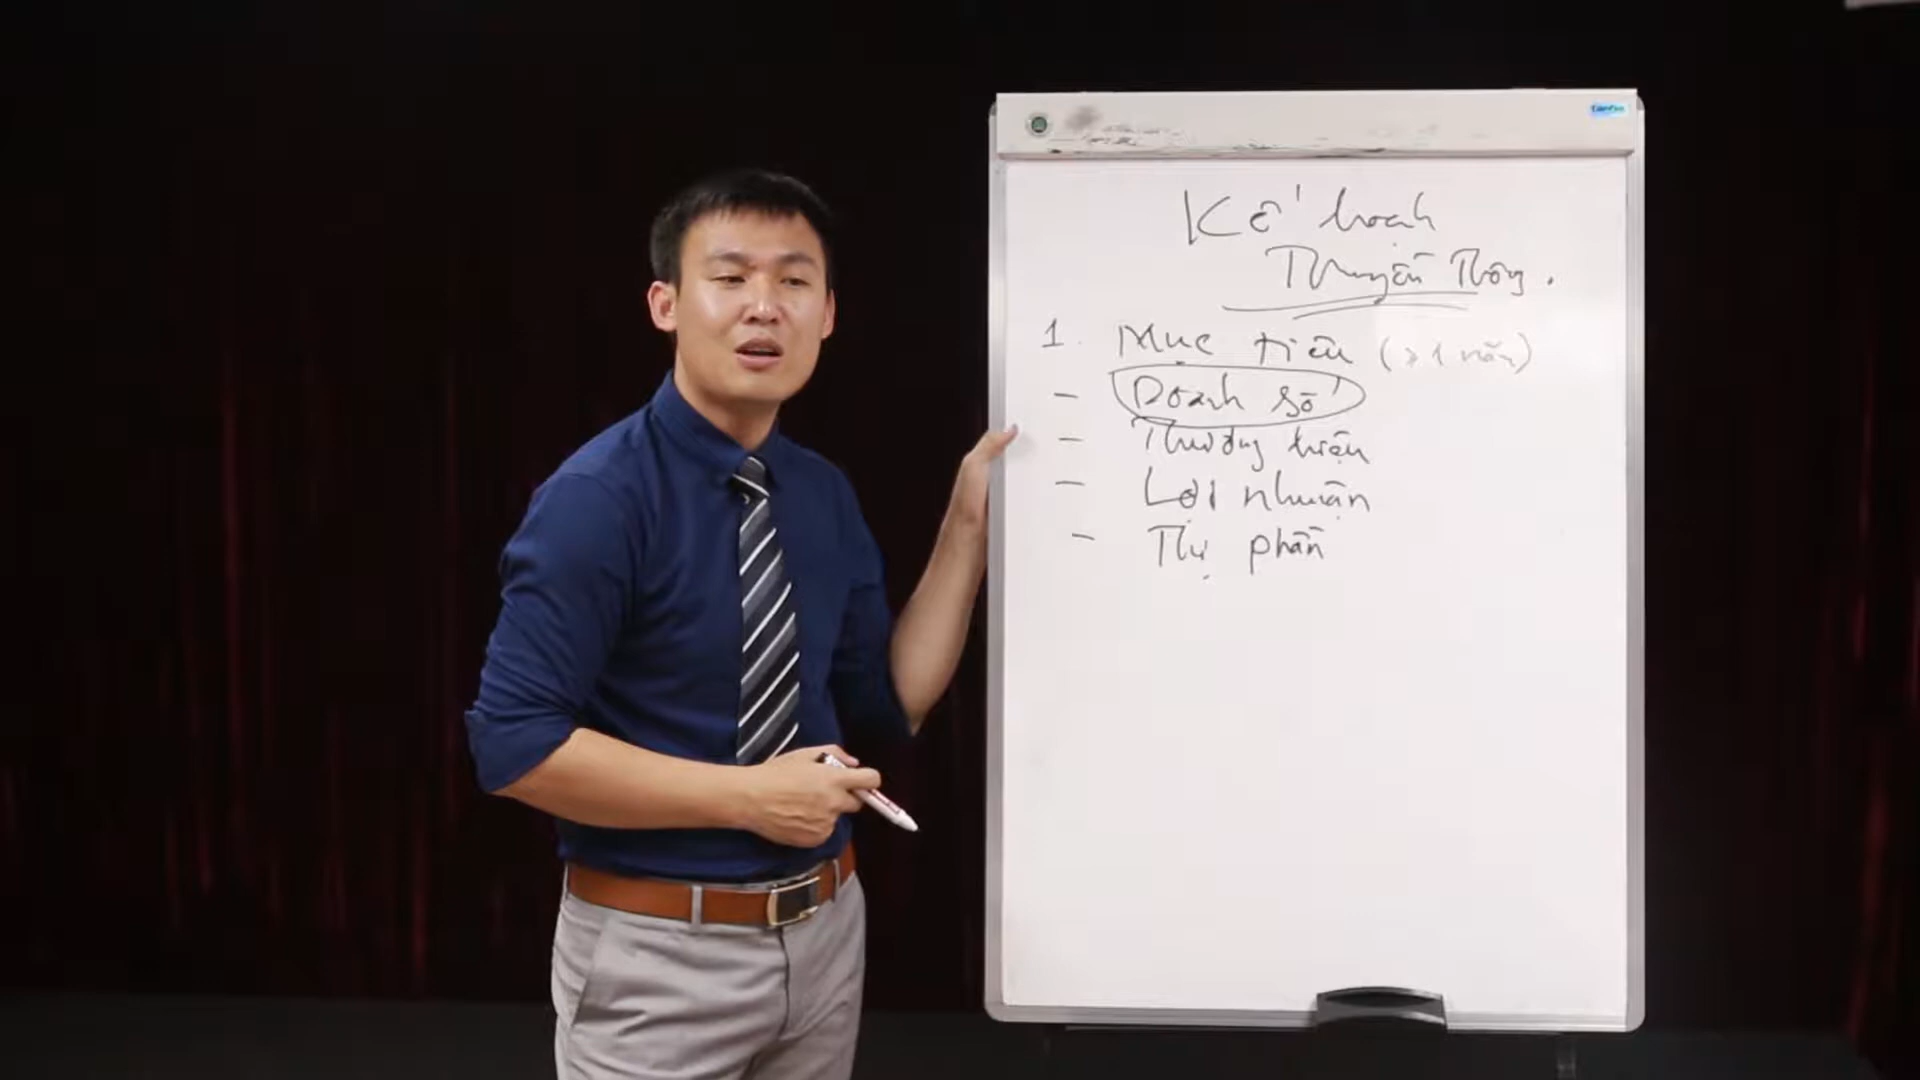 Kế hoạch
Truyền Thông.
1. Mục tiêu (> 1 năm)
- Doanh số
- Thương hiệu
- Lợi nhuận
- Thị phần